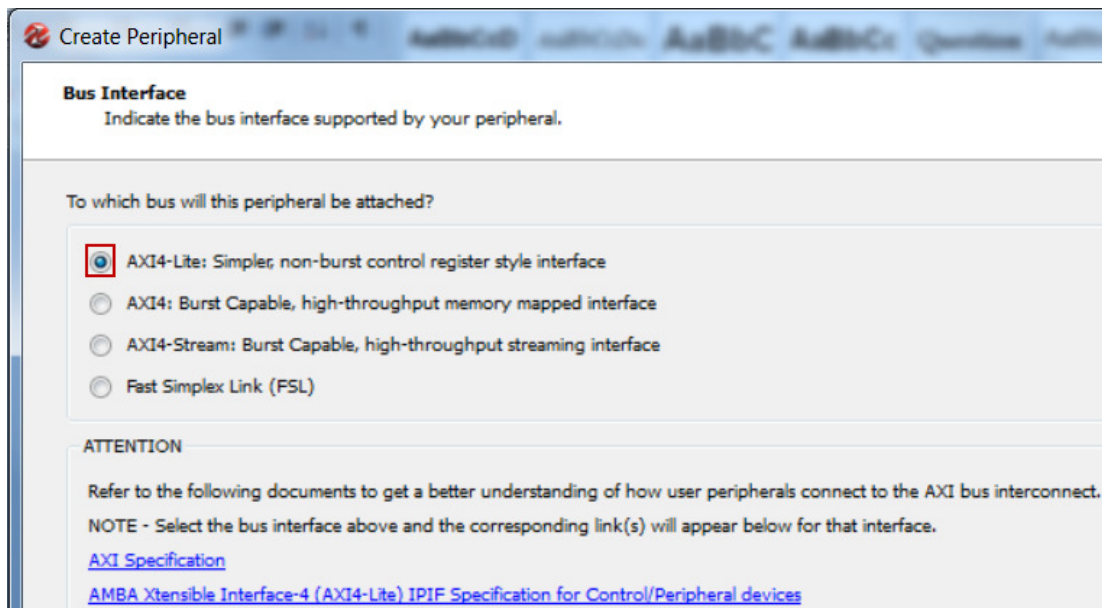 Create Peripheral
AaBbC AaBbCc
Bus Interface
Indicate the bus interface supported by your peripheral.
To which bus will this peripheral be attached?
AXI4-Lite: Simpler, non-burst control register style interface
AXI4: Burst Capable, high-throughput memory mapped interface
AXI4-Stream: Burst Capable, high-throughput streaming interface
Fast Simplex Link (FSL)
ATTENTION
Refer to the following documents to get a better understanding of how user peripherals connect to the AXI bus interconnect.
NOTE - Select the bus interface above and the corresponding link(s) will appear below for that interface.
AXI Specification
AMBA Xtensible Interface-4 (AXI4-Lite) IPIF Specification for Control/Peripheral devices